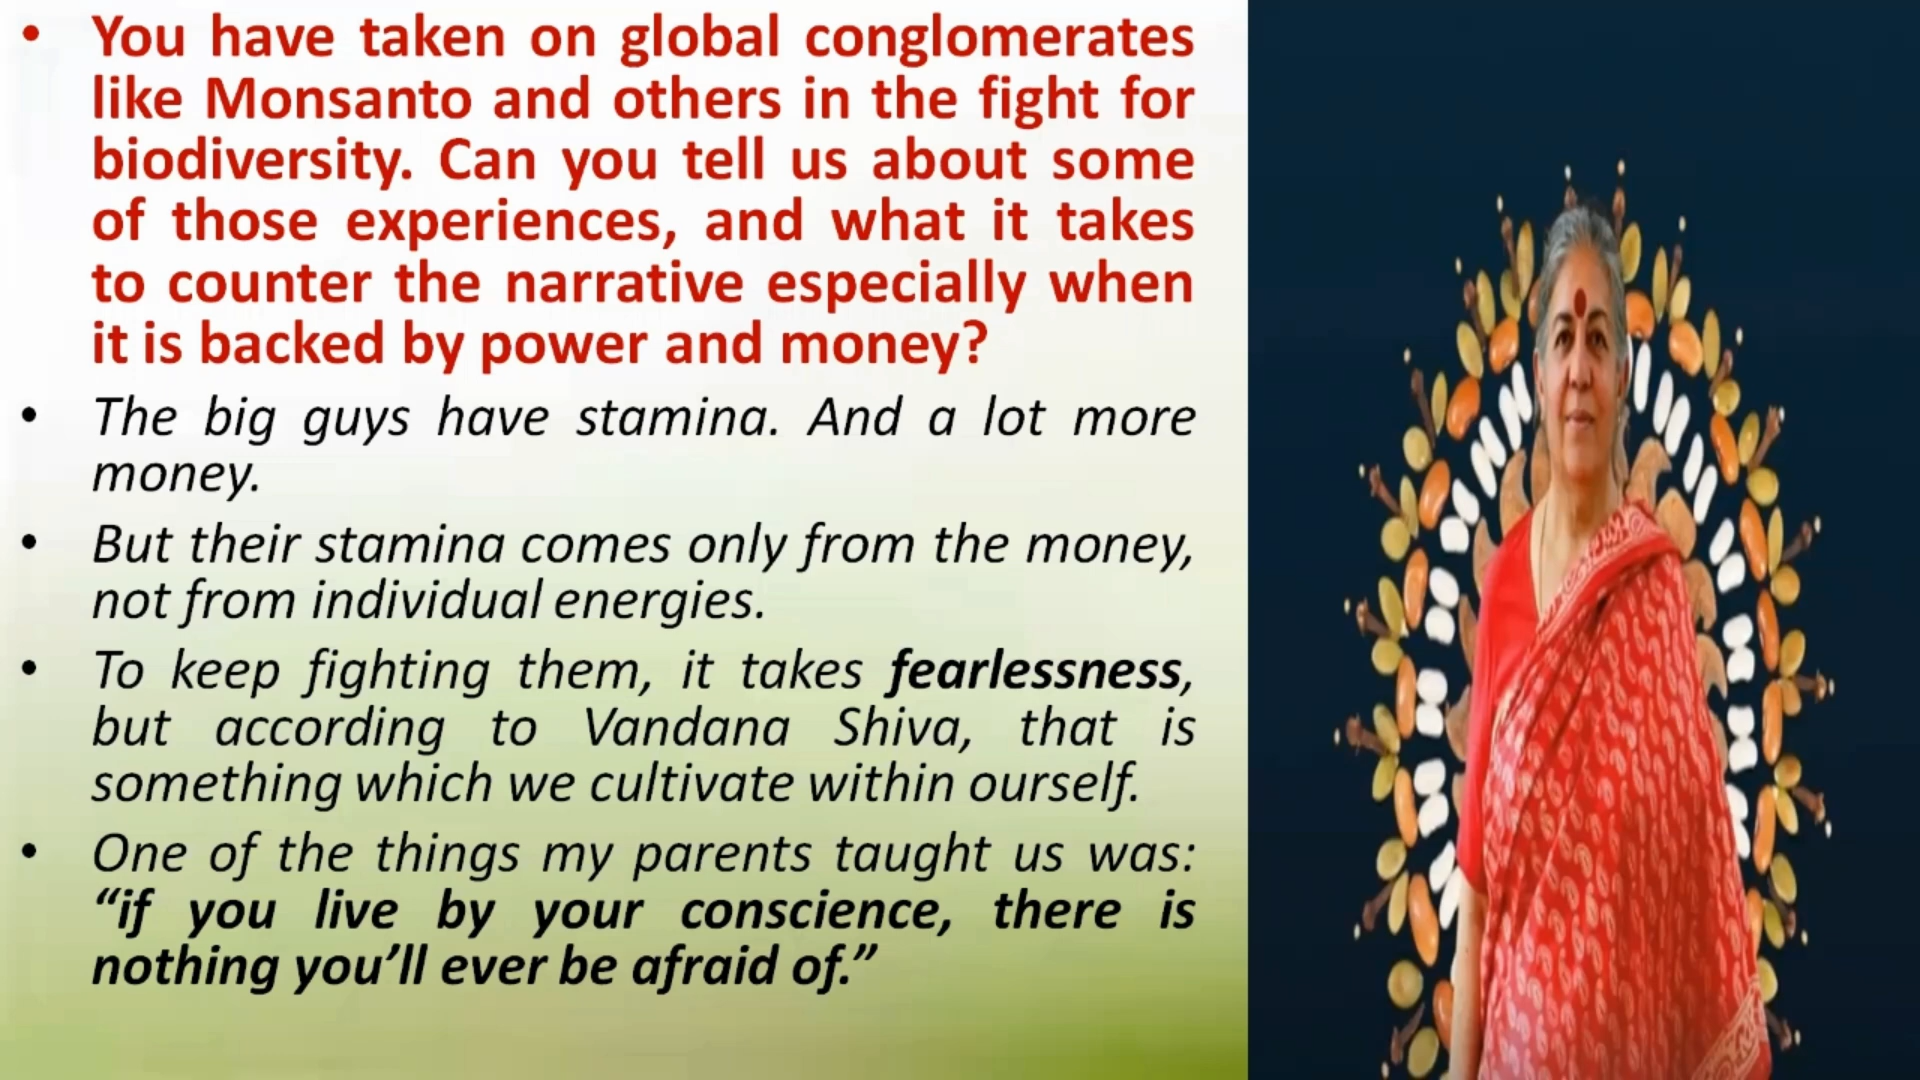 • You have taken on global conglomerates
like Monsanto and others in the fight for
biodiversity. Can you tell us about some
of those experiences, and what it takes
to counter the narrative especially when
it is backed by power and money?
• The big guys have stamina. And a lot more
money.
• But their stamina comes only from the money,
not from individual energies.
• To keep fighting them, it takes fearlessness,
but according to Vandana Shiva, that is
something which we cultivate within ourself.
• One of the things my parents taught us was:
“if you live by your conscience, there is
nothing you’ll ever be afraid of.”